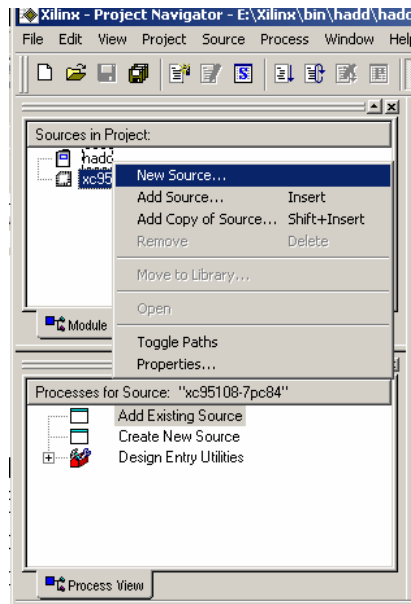 Xilinx - Project Navigator - E:\Xilinx\bin\hadd\hadd
File Edit View Project Source Process Window Help
Sources in Project:
hadd
xc95
New Source...
Add Source... Insert
Add Copy of Source... Shift+Insert
Remove Delete
Move to Library...
Open
Toggle Paths
Properties...
Module
Processes for Source: "xc95108-7pc84"
Add Existing Source
Create New Source
Design Entry Utilities
Process View